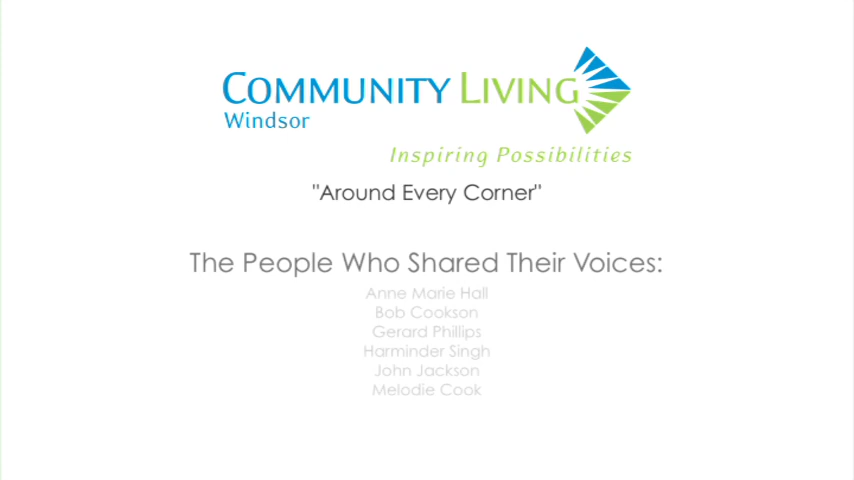 COMMUNITY LIVING
Windsor
Inspiring Possibilities
"Around Every Corner"
The People Who Shared Their Voices:
Anne Marie Hall
Bob Cookson
Gerard Phillips
Harminder Singh
John Jackson
Melodie Cook